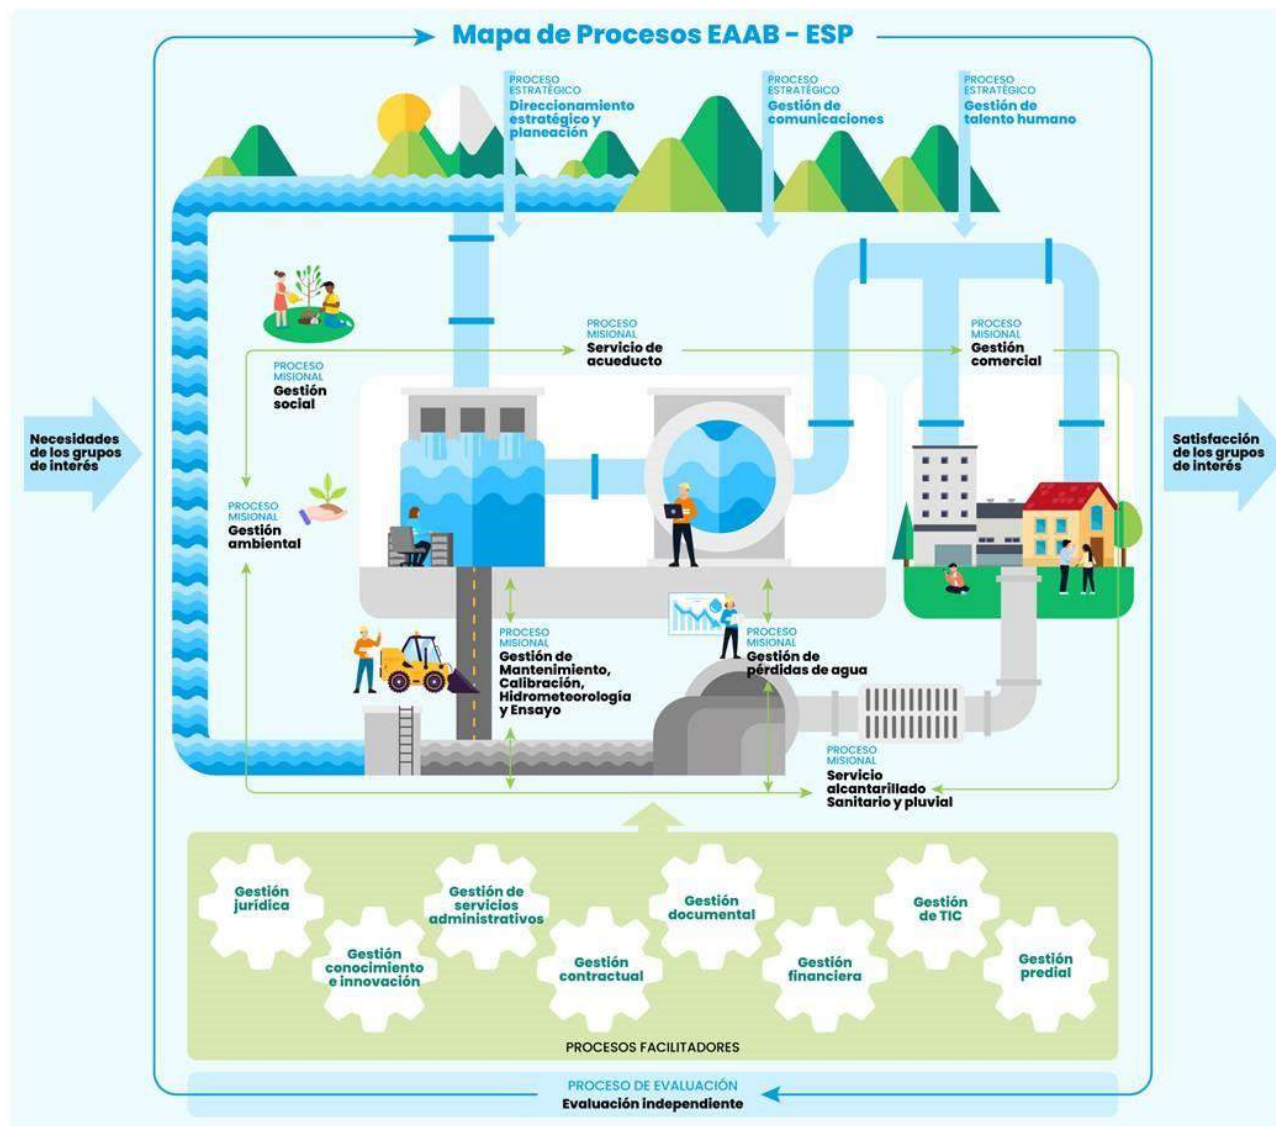 Mapa de Procesos EAAB - ESP
PROCESO
ESTRATÉGICO
Direccionamiento
estratégico y
planeación
PROCESO
ESTRATÉGICO
Gestión de
comunicaciones
PROCESO
ESTRATÉGICO
Gestión de
talento humano
PROCESO
MISIONAL
Servicio de
acueducto
PROCESO
MISIONAL
Gestión
comercial
PROCESO
MISIONAL
Gestión
social
Necesidades
de los grupos
de interés
Satisfacción
de los grupos
de interés
PROCESO
MISIONAL
Gestión
ambiental
PROCESO
MISIONAL
Gestión de
Mantenimiento,
Calibración,
Hidrometeorología
y Ensayo
PROCESO
MISIONAL
Gestión de
pérdidas de agua
PROCESO
MISIONAL
Servicio
alcantarillado
Sanitario y pluvial
Gestión
jurídica
Gestión
conocimiento
e innovación
Gestión de
servicios
administrativos
Gestión
contractual
Gestión
documental
Gestión
financiera
Gestión
de TIC
Gestión
predial
PROCESOS FACILITADORES
PROCESO DE EVALUACIÓN
Evaluación independiente